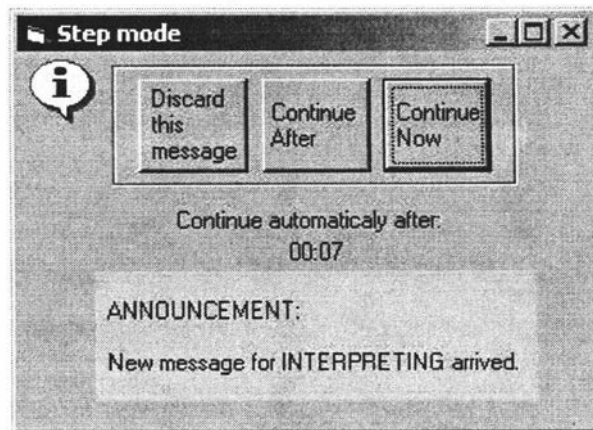 Step mode
Discard
this
message
Continue
After
Continue
Now
Continue automaticaly after:
00:07
ANNOUNCEMENT:
New message for INTERPRETING arrived.